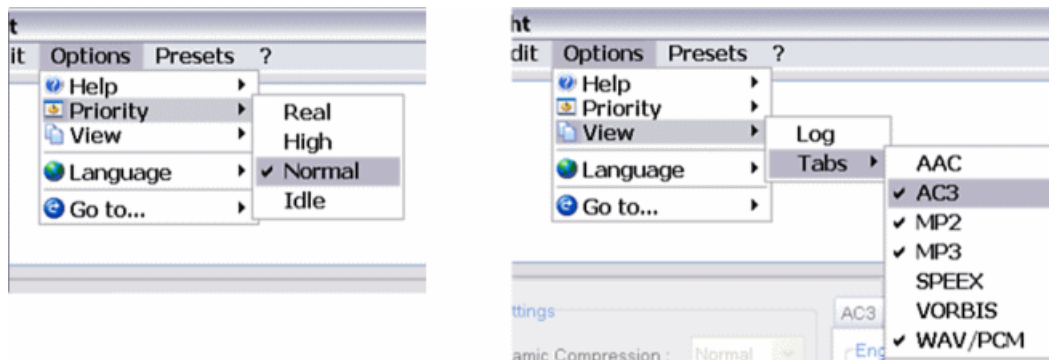 t
it Options Presets ?
Help
Priority
View
Language
Go to...
Real
High
Normal
Idle
ht
dit Options Presets ?
Help
Priority
View
Language
Go to...
Log
Tabs
AAC
AC3
MP2
MP3
SPEEX
VORBIS
WAV/PCM
ttings
amic Compression : Normal
AC3
Eng